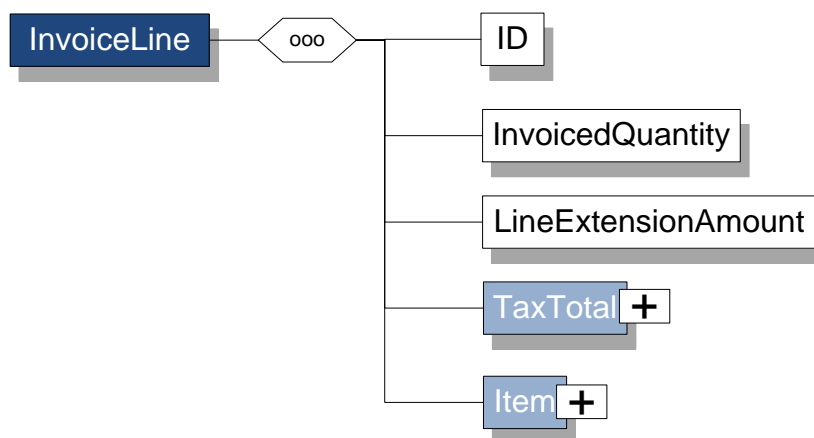 InvoiceLine
ooo
ID
InvoicedQuantity
LineExtensionAmount
TaxTotal +
Item +